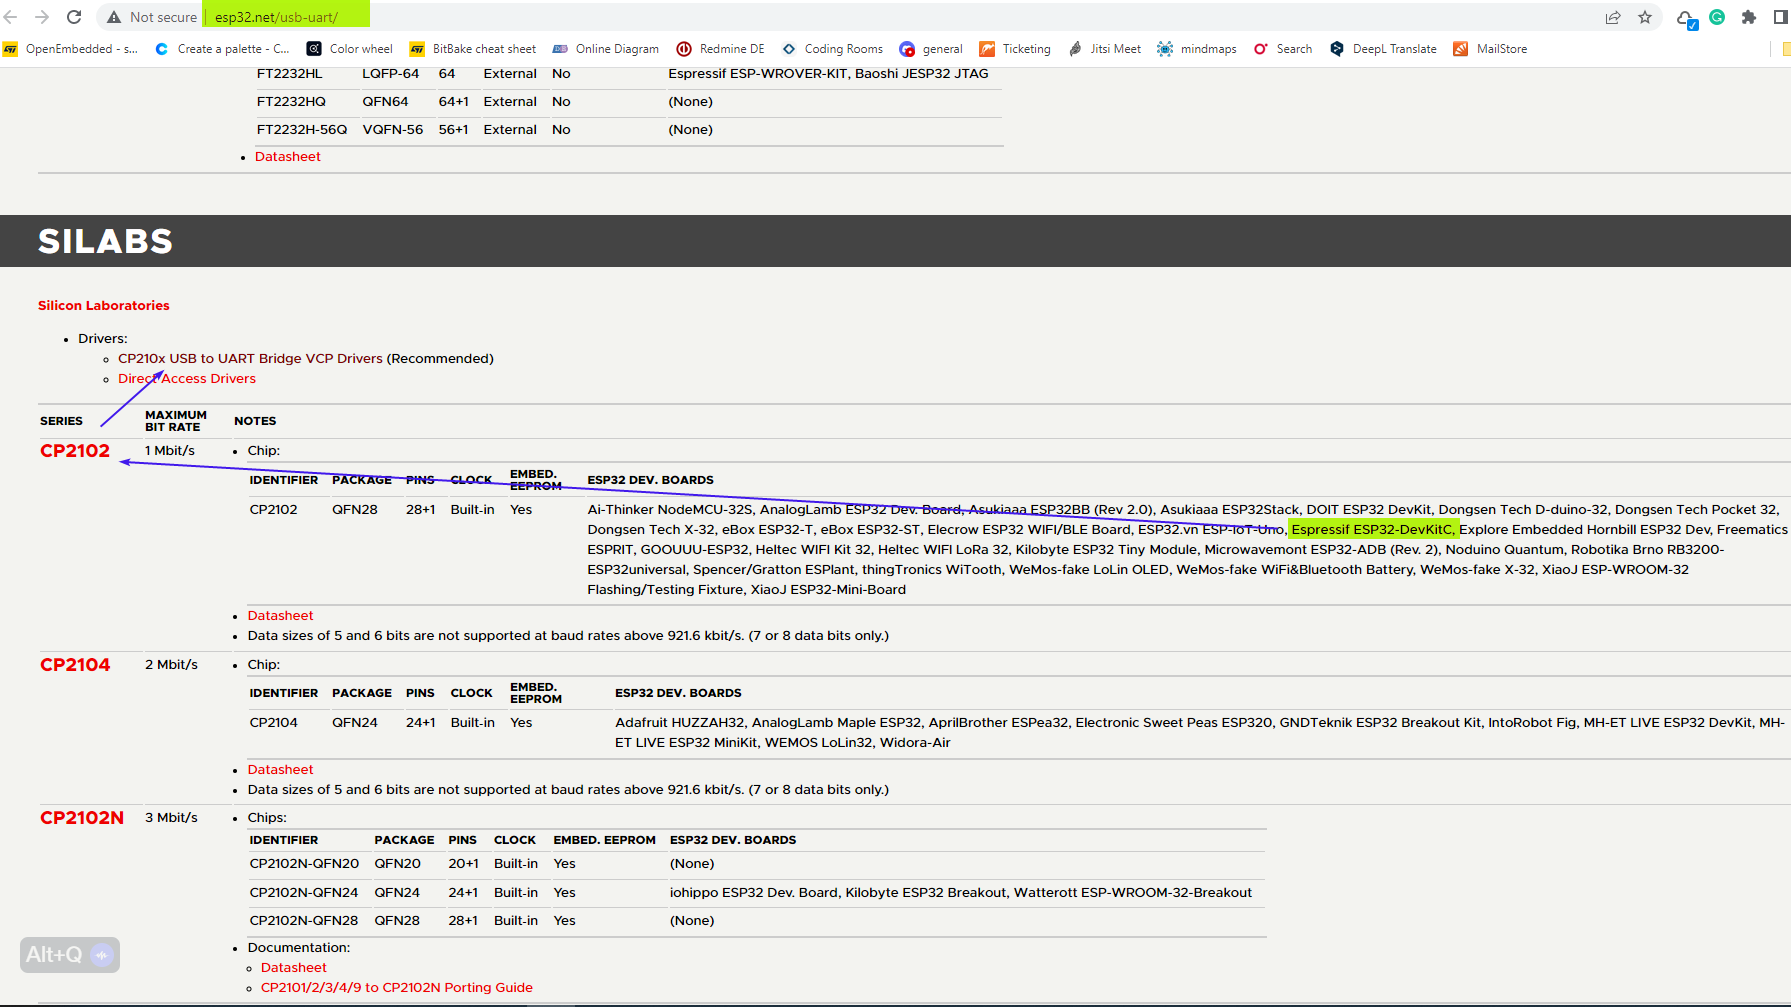 Not secure | esp32.net/usb-uart/
OpenEmbedded - s... Create a palette - C... Color wheel BitBake cheat sheet Online Diagram Redmine DE Coding Rooms general Ticketing Jitsi Meet mindmaps Search DeepL Translate MailStore
FT2232HL LQFP-64 64 External No Espressif ESP-WROVER-KIT, Baoshi JESP32 JTAG
FT2232HQ QFN64 64+1 External No (None)
FT2232H-56Q VQFN-56 56+1 External No (None)
• Datasheet
SILABS
Silicon Laboratories
• Drivers:
CP210x USB to UART Bridge VCP Drivers (Recommended)
Direct Access Drivers
SERIES MAXIMUM BIT RATE NOTES
CP2102 1 Mbit/s • Chip:
IDENTIFIER PACKAGE PINS CLOCK EMBED. EEPROM ESP32 DEV. BOARDS
CP2102 QFN28 28+1 Built-in Yes Ai-Thinker NodeMCU-32S, AnalogLamb ESP32 Dev. Board, Asukiaaa ESP32BB (Rev 2.0), Asukiaaa ESP32Stack, DOIT ESP32 DevKit, Dongsen Tech D-duino-32, Dongsen Tech Pocket 32,
Dongsen Tech X-32, eBox ESP32-T, eBox ESP32-ST, Elecrow ESP32 WIFI/BLE Board, ESP32.vn ESP-IoT-Uno, Espressif ESP32-DevKitC, Explore Embedded Hornbill ESP32 Dev, Freematics
ESPRIT, GOOUUU-ESP32, Heltec WIFI Kit 32, Heltec WIFI LoRa 32, Kilobyte ESP32 Tiny Module, Microwavemont ESP32-ADB (Rev. 2), Noduino Quantum, Robotika Brno RB3200-
ESP32universal, Spencer/Gratton ESPlant, thingTronics WiTooth, WeMos-fake LoLin OLED, WeMos-fake WiFi&Bluetooth Battery, WeMos-fake X-32, XiaoJ ESP-WROOM-32
Flashing/Testing Fixture, XiaoJ ESP32-Mini-Board
• Datasheet
• Data sizes of 5 and 6 bits are not supported at baud rates above 921.6 kbit/s. (7 or 8 data bits only.)
CP2104 2 Mbit/s • Chip:
IDENTIFIER PACKAGE PINS CLOCK EMBED. EEPROM ESP32 DEV. BOARDS
CP2104 QFN24 24+1 Built-in Yes Adafruit HUZZAH32, AnalogLamb Maple ESP32, AprilBrother ESPea32, Electronic Sweet Peas ESP320, GNDTeknik ESP32 Breakout Kit, IntoRobot Fig, MH-ET LIVE ESP32 DevKit, MH-
ET LIVE ESP32 MiniKit, WEMOS LoLin32, Widora-Air
• Datasheet
• Data sizes of 5 and 6 bits are not supported at baud rates above 921.6 kbit/s. (7 or 8 data bits only.)
CP2102N 3 Mbit/s • Chips:
IDENTIFIER PACKAGE PINS CLOCK EMBED. EEPROM ESP32 DEV. BOARDS
CP2102N-QFN20 QFN20 20+1 Built-in Yes (None)
CP2102N-QFN24 QFN24 24+1 Built-in Yes iohippo ESP32 Dev. Board, Kilobyte ESP32 Breakout, Watterott ESP-WROOM-32-Breakout
CP2102N-QFN28 QFN28 28+1 Built-in Yes (None)
• Documentation:
Datasheet
CP2101/2/3/4/9 to CP2102N Porting Guide
Alt+Q